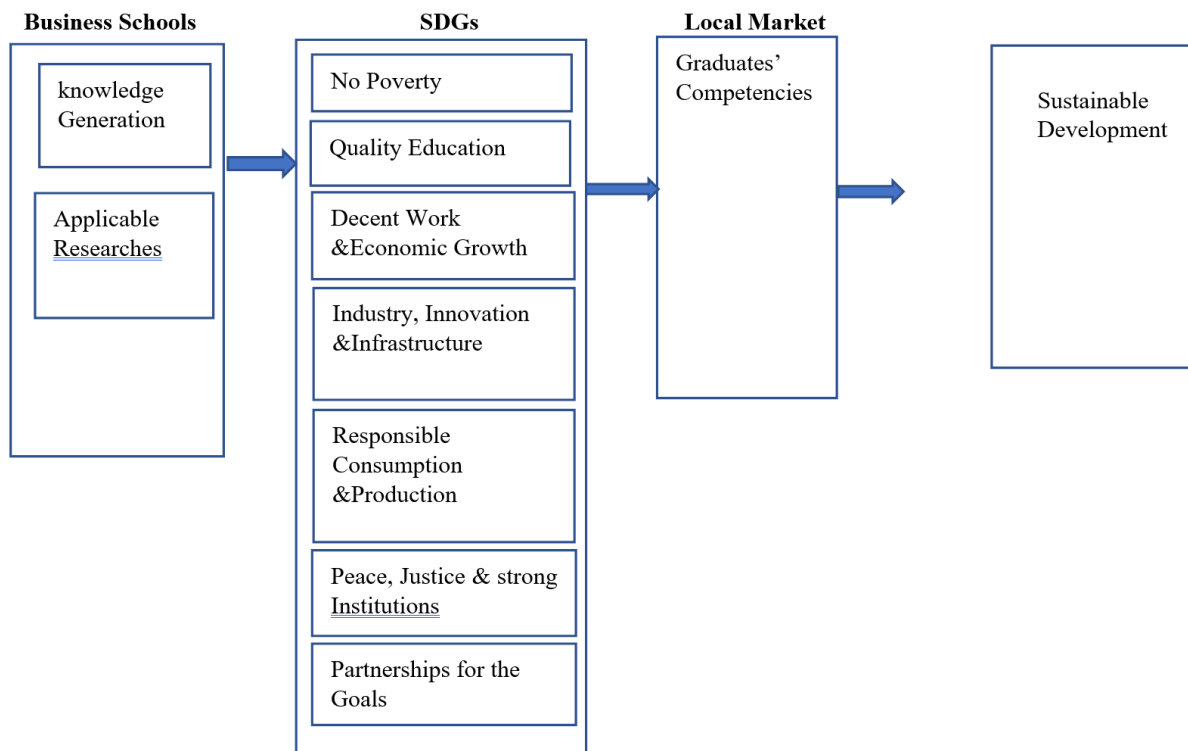 Business Schools
SDGs
Local Market
knowledge
Generation
Applicable
Researches
No Poverty
Quality Education
Decent Work
&Economic Growth
Industry, Innovation
&Infrastructure
Responsible
Consumption
&Production
Peace, Justice & strong
Institutions
Partnerships for the
Goals
Graduates’
Competencies
Sustainable
Development